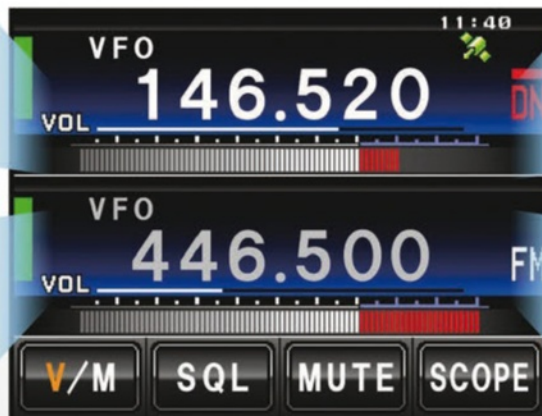 11:40
VFO
146.520
DN
VOL
VFO
446.500
FM
VOL
V/M SQL MUTE SCOPE